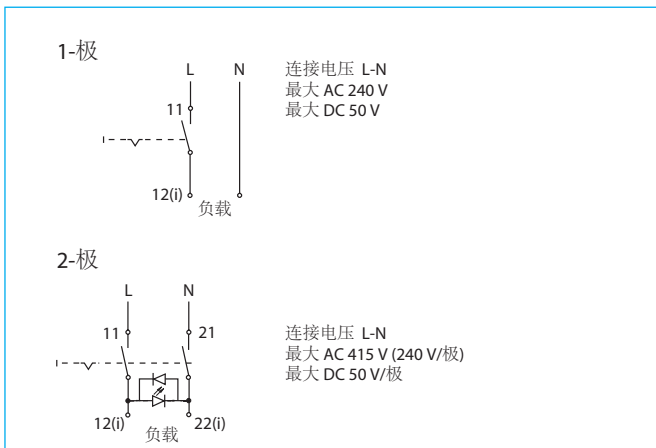 1-极
L N
连接电压 L-N
最大 AC 240 V
最大 DC 50 V
11
12(i)
负载
2-极
L N
11 21
连接电压 L-N
最大 AC 415 V (240 V/极)
最大 DC 50 V/极
12(i) 22(i)
负载